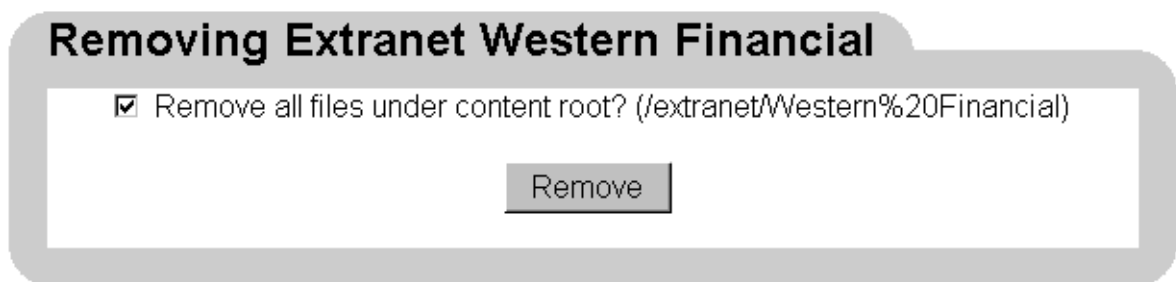 Removing Extranet Western Financial
Remove all files under content root? (/extranet/Western%20Financial)
Remove